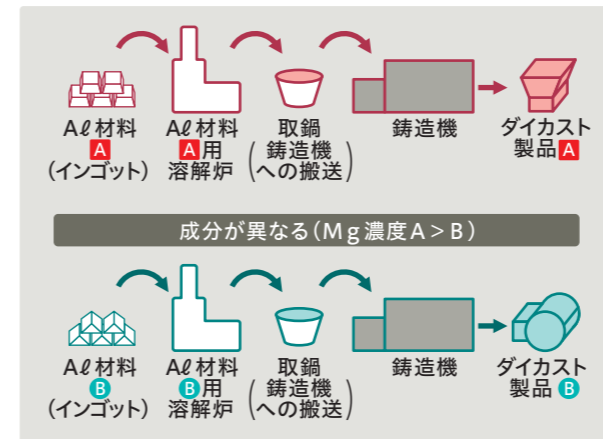 Aℓ材料
A
(インゴット)
Aℓ材料
A用
溶解炉
取鍋
(鋳造機
への搬送)
鋳造機
ダイカスト
製品A
成分が異なる(Mg濃度A>B)
Aℓ材料
B
(インゴット)
Aℓ材料
B用
溶解炉
取鍋
(鋳造機
への搬送)
鋳造機
ダイカスト
製品B